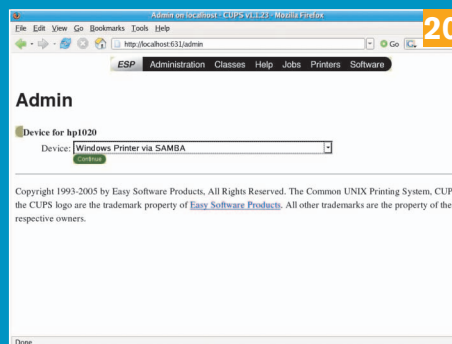 Admin on localhost - CUPS v1.1.23 - Mozilla Firefox
File Edit View Go Bookmarks Tools Help
http://localhost:631/admin Go G
20
ESP Administration Classes Help Jobs Printers Software
Admin
Device for hp1020
Device: Windows Printer via SAMBA
Continue
Copyright 1993-2005 by Easy Software Products, All Rights Reserved. The Common UNIX Printing System, CUP
the CUPS logo are the trademark property of Easy Software Products. All other trademarks are the property of the
respective owners.
Done